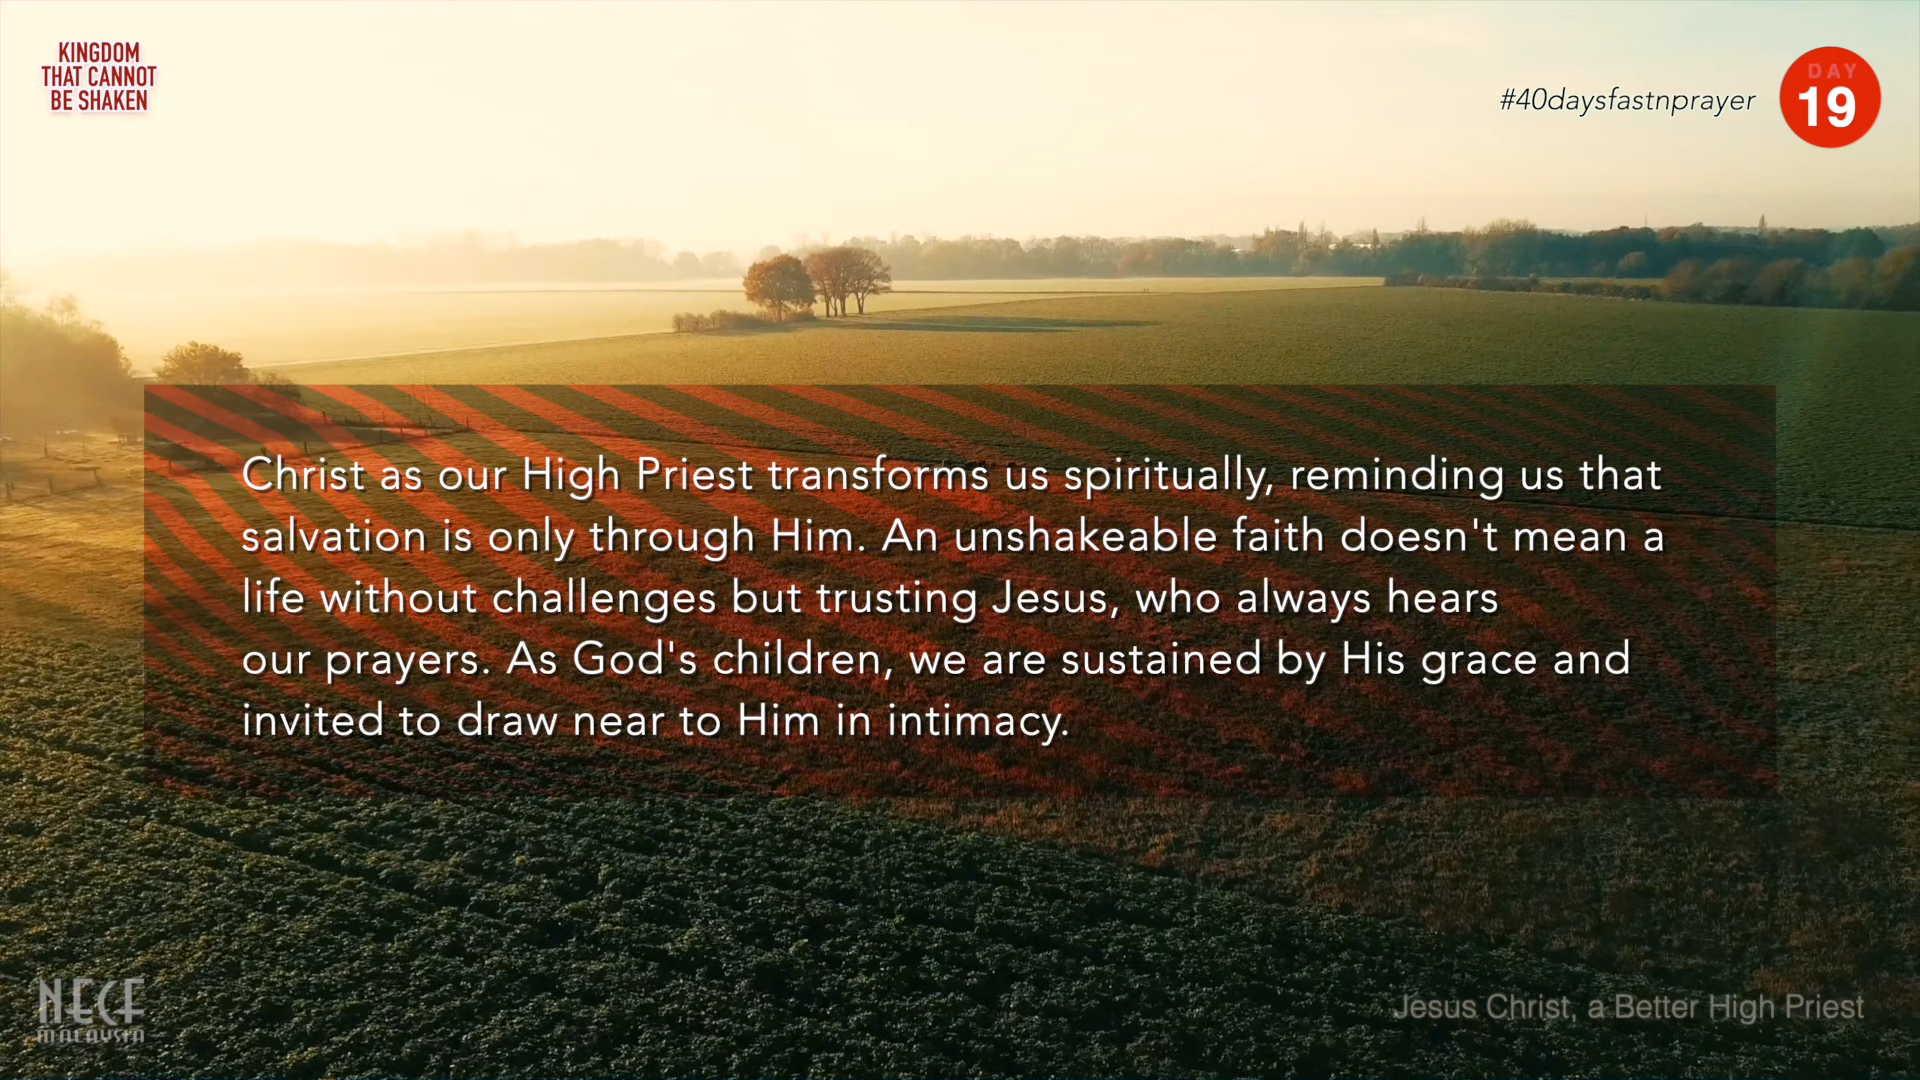 KINGDOM
THAT CANNOT
BE SHAKEN
#40daysfastnprayer
DAY
19
Christ as our High Priest transforms us spiritually, reminding us that
salvation is only through Him. An unshakeable faith doesn't mean a
life without challenges but trusting Jesus, who always hears
our prayers. As God's children, we are sustained by His grace and
invited to draw near to Him in intimacy.
NECF
MALAYSIA
Jesus Christ, a Better High Priest